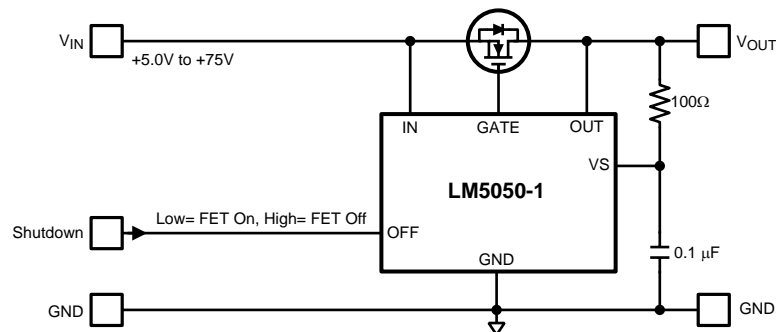 VIN
+5.0V to +75V
VOUT
100Ω
IN
GATE
OUT
VS
LM5050-1
Shutdown
Low= FET On, High= FET Off
OFF
GND
0.1 μF
GND
GND